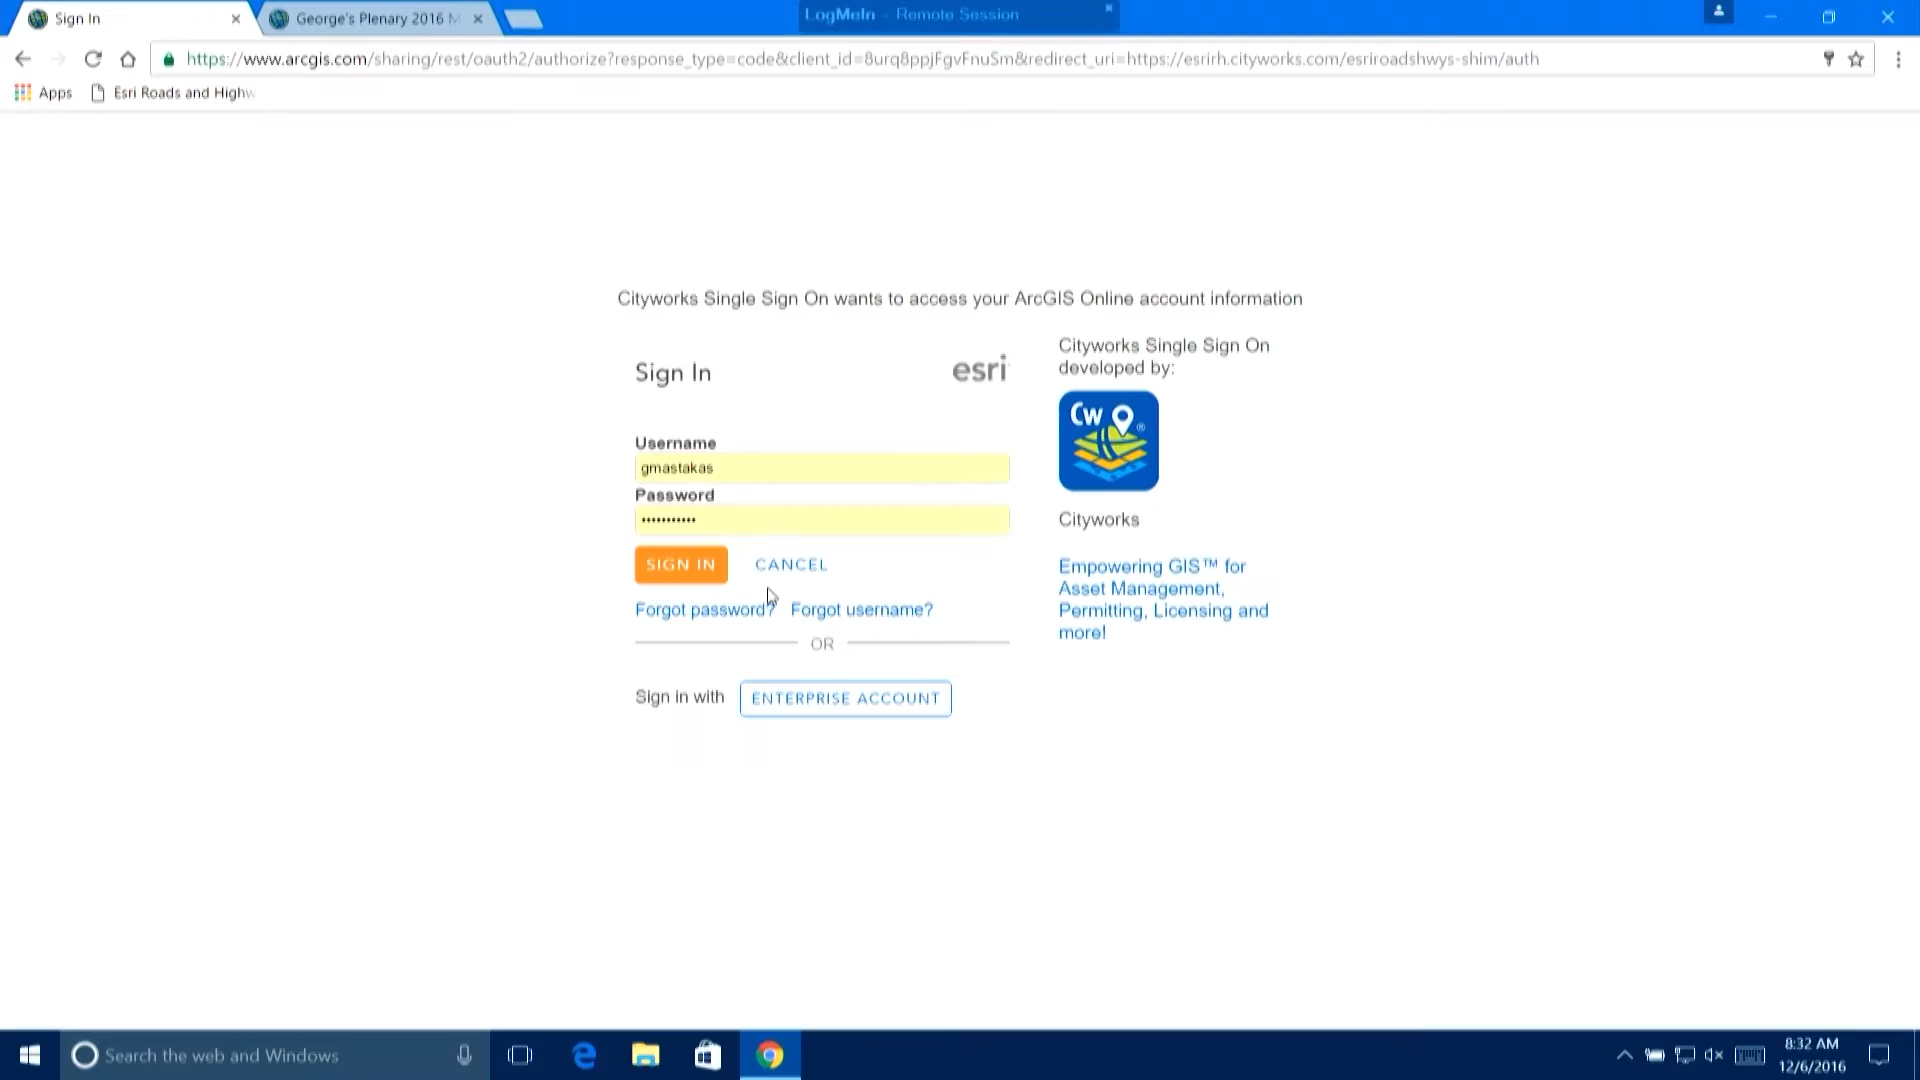 Sign In
George's Plenary 2016 M
LogMeIn - Remote Session
https://www.arcgis.com/sharing/rest/oauth2/authorize?response_type=code&client_id=8urq8ppjFgvFnuSm&redirect_uri=https://esrirh.cityworks.com/esriroadshwys-shim/auth
Apps
Esri Roads and Highw
Cityworks Single Sign On wants to access your ArcGIS Online account information
Sign In
esri
Username
gmastakas
Password
•••••••••••
SIGN IN
CANCEL
Forgot password?
Forgot username?
OR
Sign in with
ENTERPRISE ACCOUNT
Cityworks Single Sign On
developed by:
Cw
Cityworks
Empowering GIS™ for
Asset Management,
Permitting, Licensing and
more!
Search the web and Windows
8:32 AM
12/6/2016